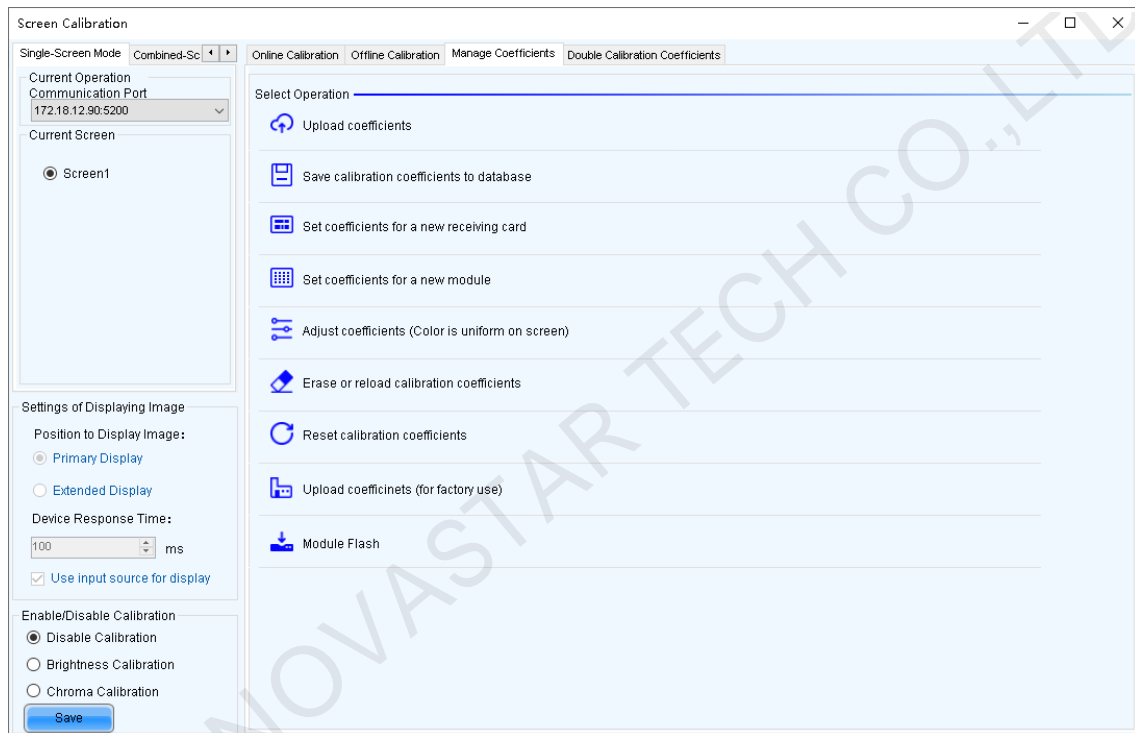 Screen Calibration
Single-Screen Mode Combined-Sc
Online Calibration Offline Calibration Manage Coefficients Double Calibration Coefficients
Current Operation
Communication Port
172.18.12.90:5200
Current Screen
Screen1
Settings of Displaying Image
Position to Display Image:
Primary Display
Extended Display
Device Response Time:
100 ms
Use input source for display
Enable/Disable Calibration
Disable Calibration
Brightness Calibration
Chroma Calibration
Save
Select Operation
Upload coefficients
Save calibration coefficients to database
Set coefficients for a new receiving card
Set coefficients for a new module
Adjust coefficients (Color is uniform on screen)
Erase or reload calibration coefficients
Reset calibration coefficients
Upload coefficinets (for factory use)
Module Flash
NOVASTAR TECH CO.,LTD